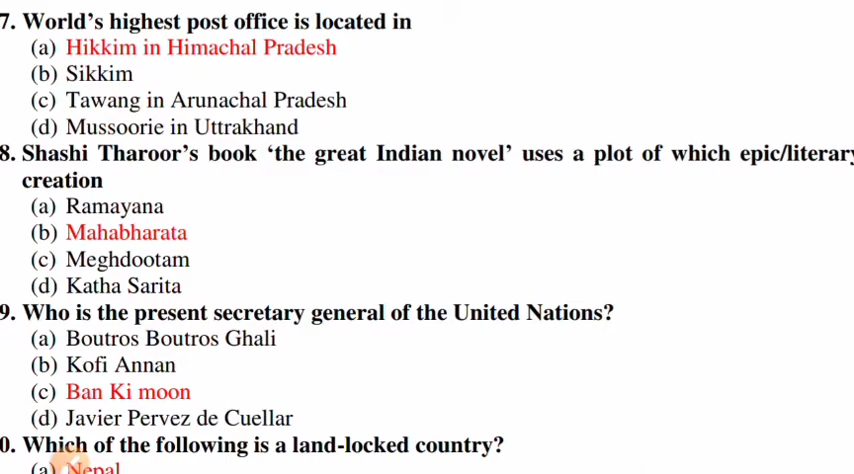 7. World’s highest post office is located in
(a) Hikkim in Himachal Pradesh
(b) Sikkim
(c) Tawang in Arunachal Pradesh
(d) Mussoorie in Uttrakhand
8. Shashi Tharoor’s book ‘the great Indian novel’ uses a plot of which epic/literary
creation
(a) Ramayana
(b) Mahabharata
(c) Meghdootam
(d) Katha Sarita
9. Who is the present secretary general of the United Nations?
(a) Boutros Boutros Ghali
(b) Kofi Annan
(c) Ban Ki moon
(d) Javier Pervez de Cuellar
0. Which of the following is a land-locked country?
(a) Nepal